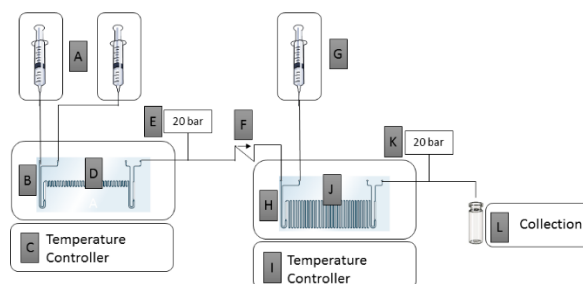 A
G
E
20 bar
F
K
20 bar
B
D
H
J
L
Collection
C
Temperature
Controller
I
Temperature
Controller